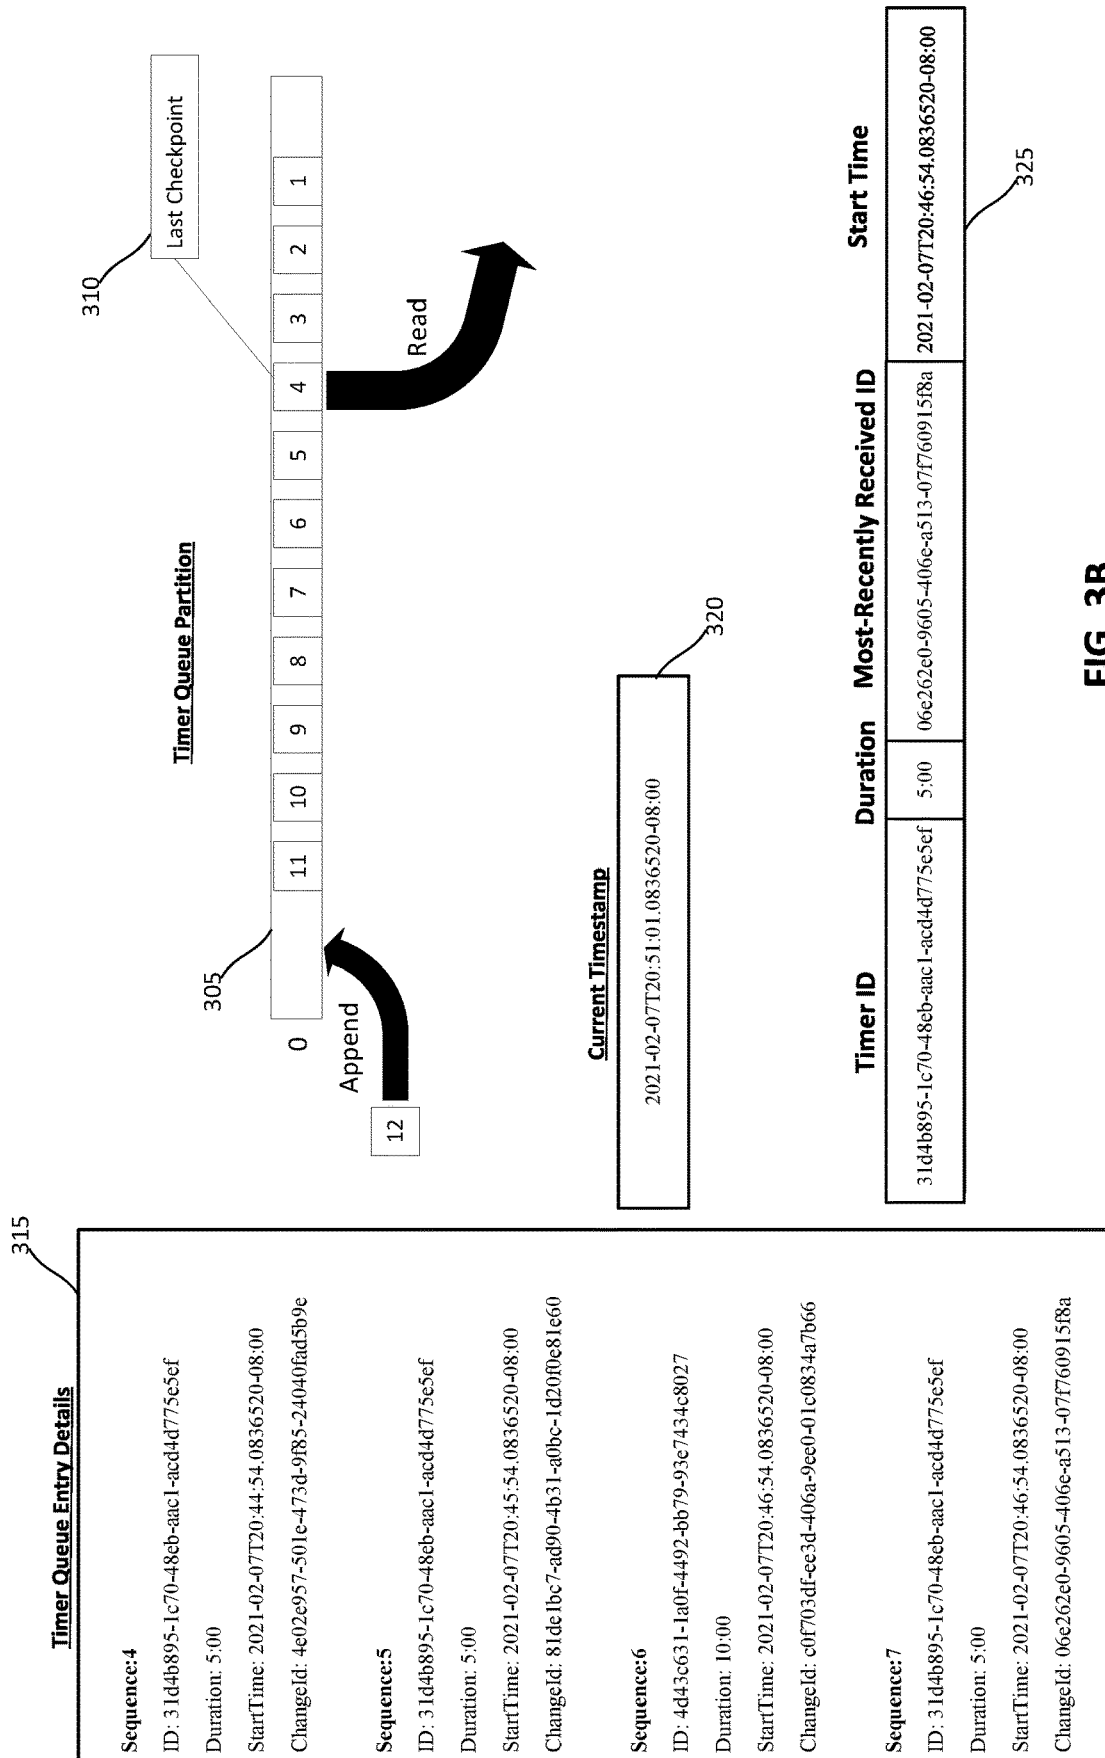 Timer Queue Entry Details
315
Sequence:4
ID: 31d4b895-1c70-48eb-aac1-acd4d775e5ef
Duration: 5:00
StartTime: 2021-02-07T20:44:54.0836520-08:00
ChangeId: 4e02e957-501e-473d-9f85-24040fad5b9e
Sequence:5
ID: 31d4b895-1c70-48eb-aac1-acd4d775e5ef
Duration: 5:00
StartTime: 2021-02-07T20:45:54.0836520-08:00
ChangeId: 81de1bc7-ad90-4b31-a0bc-1d20f0e81e60
Sequence:6
ID: 4d43c631-1a0f-4492-bb79-93e7434c8027
Duration: 10:00
StartTime: 2021-02-07T20:46:54.0836520-08:00
ChangeId: c0f703df-ee3d-406a-9ee0-01c0834a7b66
Sequence:7
ID: 31d4b895-1c70-48eb-aac1-acd4d775e5ef
Duration: 5:00
StartTime: 2021-02-07T20:46:54.0836520-08:00
ChangeId: 06e262e0-9605-406e-a513-07f760915f8a
Timer Queue Partition
310
Last Checkpoint
305
0
11 10 9 8 7 6 5 4 3 2 1
12
Append
Read
Current Timestamp
2021-02-07T20:51:01.0836520-08:00
320
Timer ID Duration Most-Recently Received ID Start Time
31d4b895-1c70-48eb-aac1-acd4d775e5ef 5:00 06e262e0-9605-406e-a513-07f760915f8a 2021-02-07T20:46:54.0836520-08:00
325
FIG. 3B